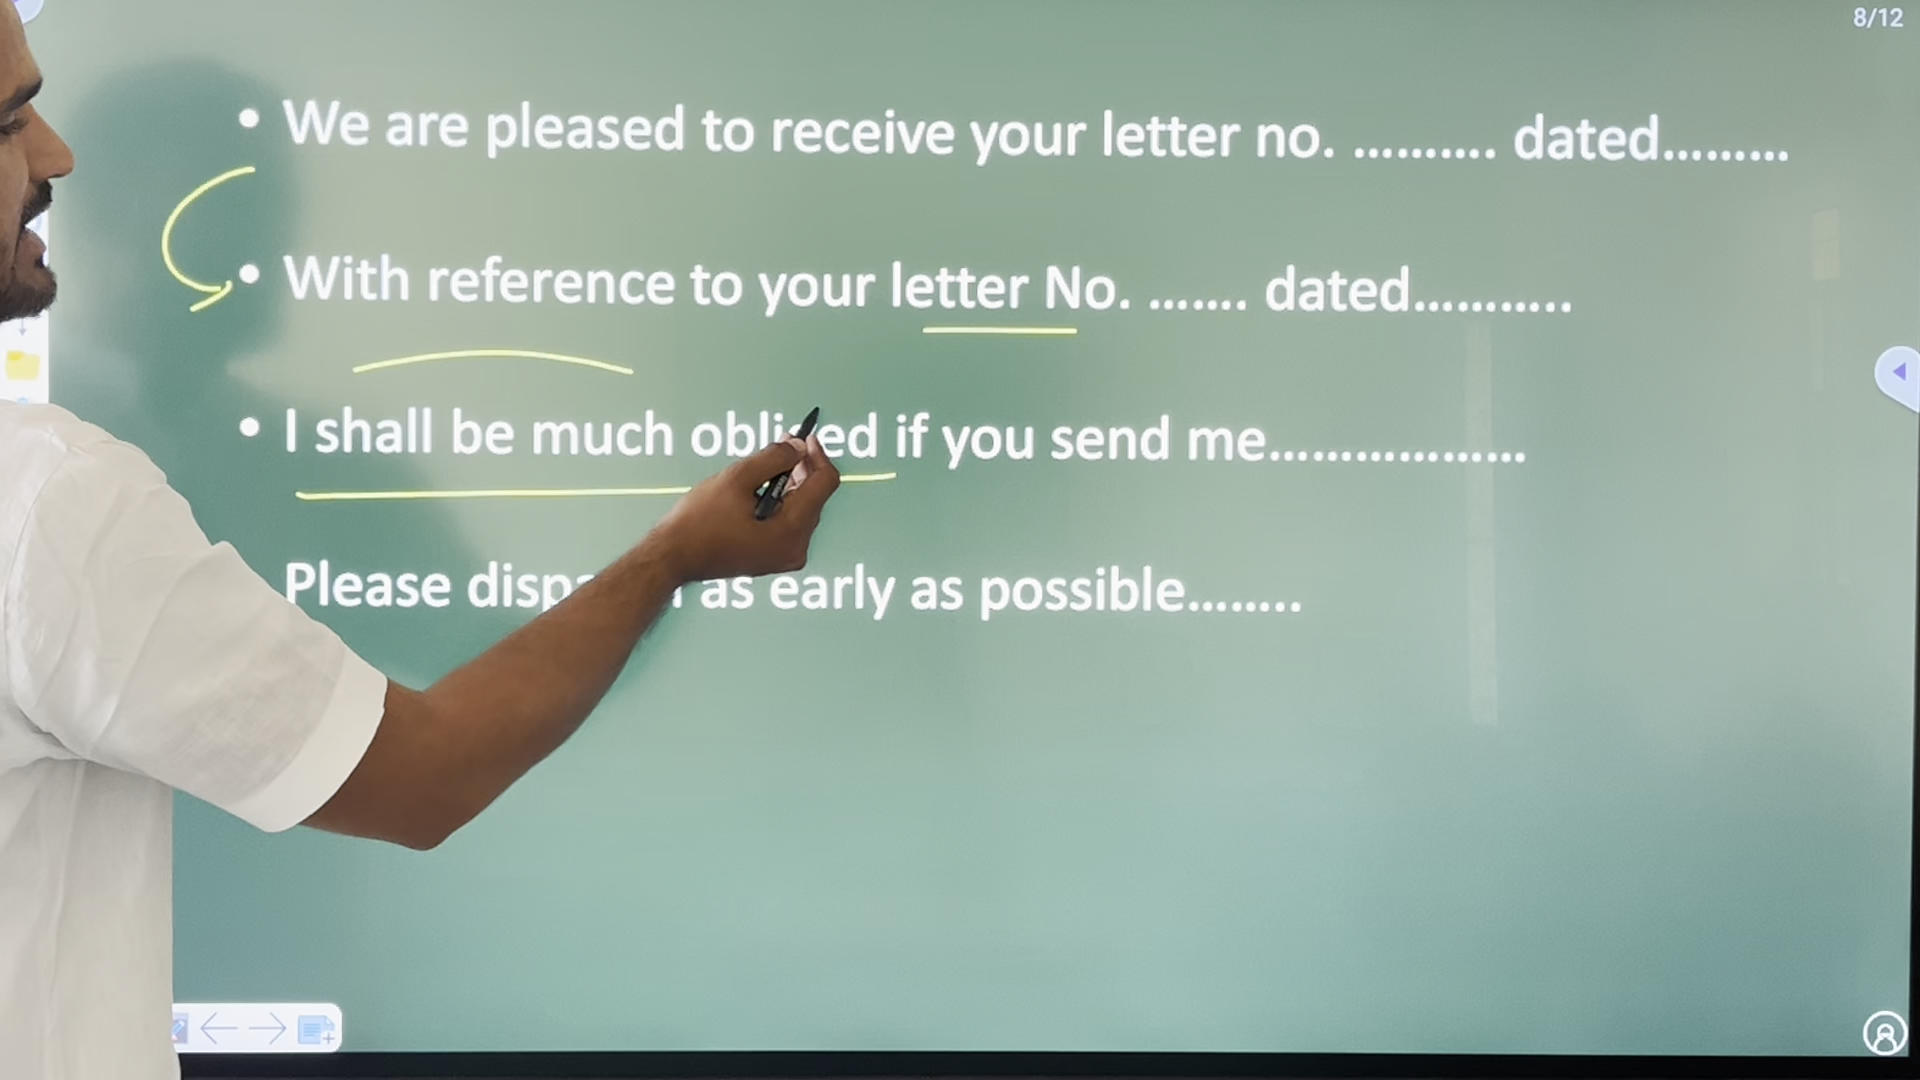 8/12
• We are pleased to receive your letter no. .......... dated.........
• With reference to your letter No. ....... dated...........
• I shall be much obliged if you send me..................
Please as early as possible........